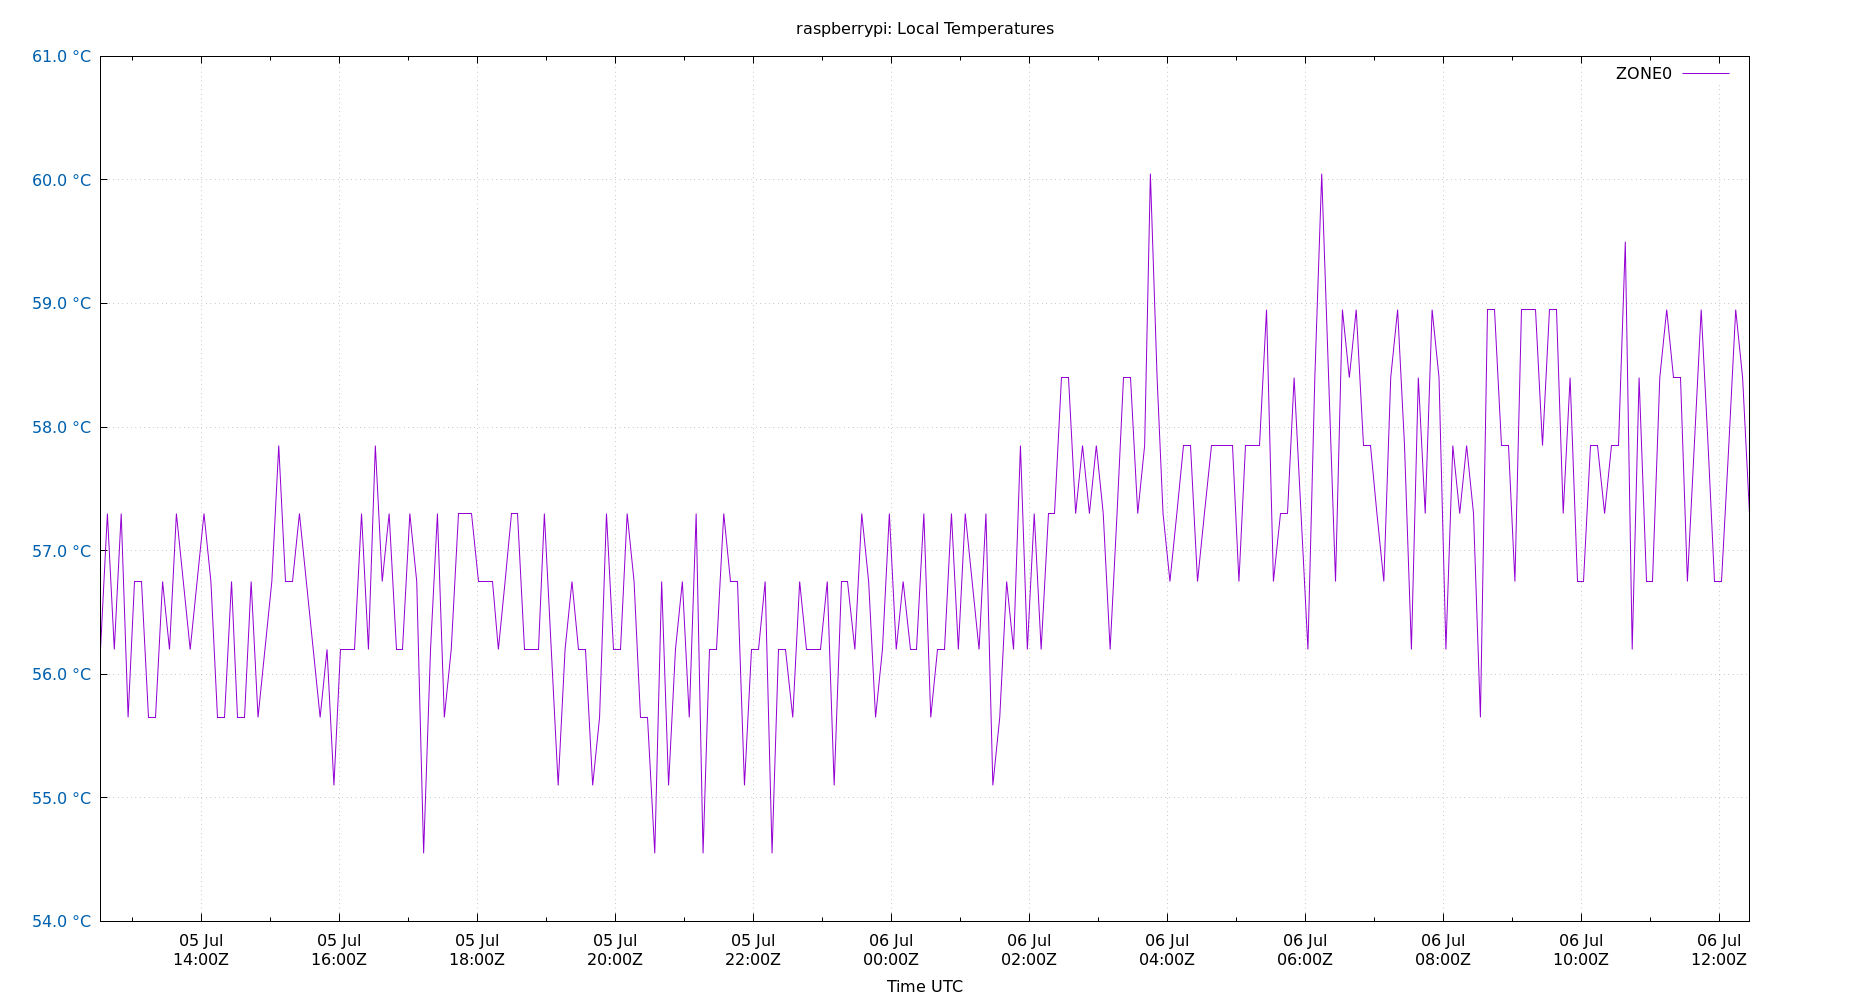 raspberrypi: Local Temperatures
61.0 °C
ZONE0
60.0 °C
59.0 °C
58.0 °C
57.0 °C
56.0 °C
55.0 °C
54.0 °C
05 Jul 05 Jul 05 Jul 05 Jul 05 Jul 06 Jul 06 Jul 06 Jul 06 Jul 06 Jul 06 Jul 06 Jul
14:00Z 16:00Z 18:00Z 20:00Z 22:00Z 00:00Z 02:00Z 04:00Z 06:00Z 08:00Z 10:00Z 12:00Z
Time UTC